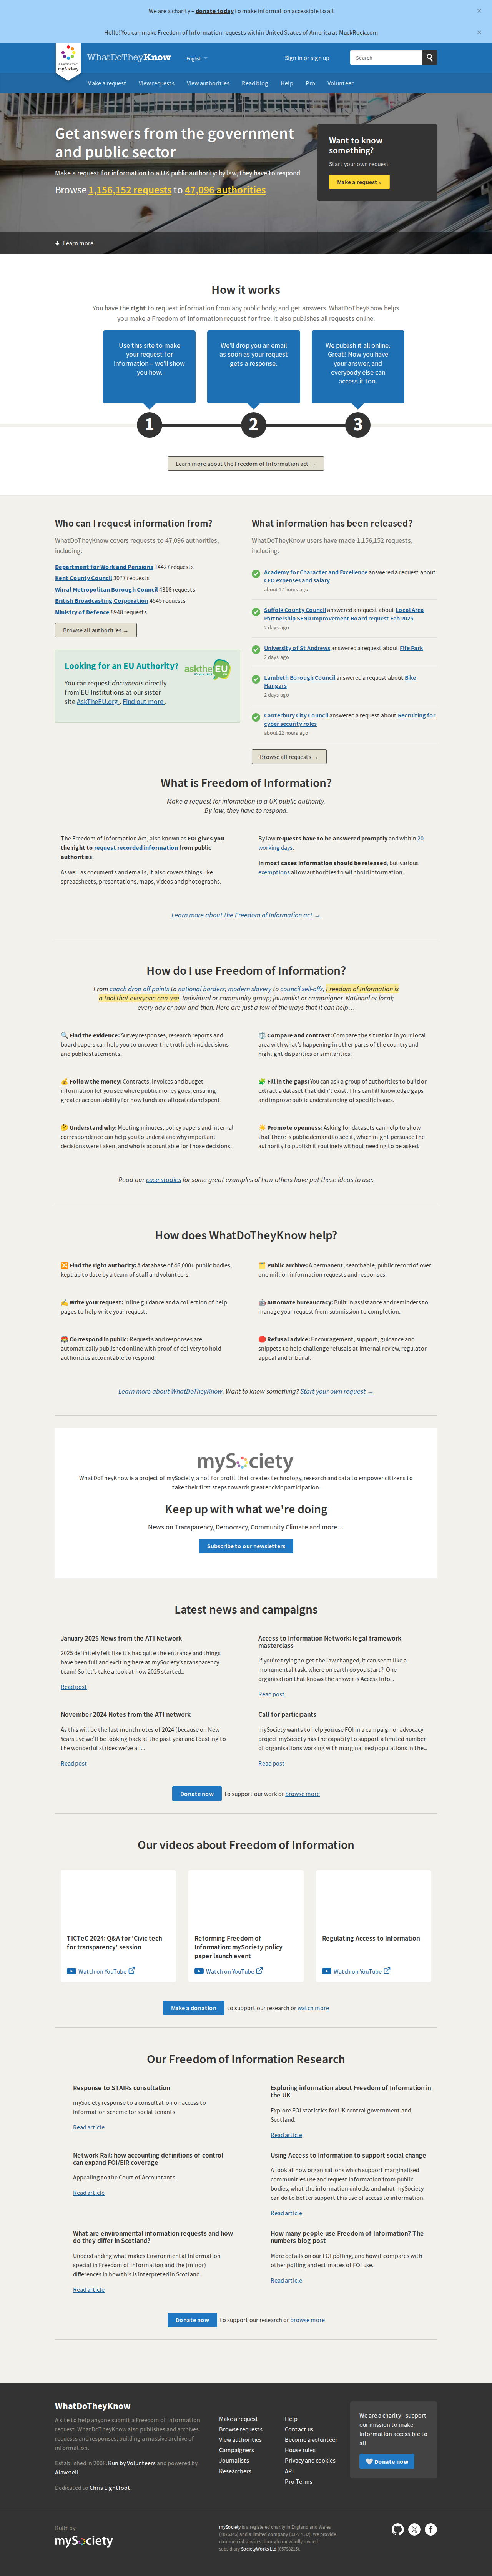 We are a charity – donate today to make information accessible to all ×
Hello! You can make Freedom of Information requests within United States of America at MuckRock.com ×
A service from
mySociety
WhatDoTheyKnow
English
Sign in or sign up
Search
Make a request View requests View authorities Read blog Help Pro Volunteer
Get answers from the government
and public sector
Make a request for information to a UK public authority; by law, they have to respond
Browse 1,156,152 requests to 47,096 authorities
Want to know
something?
Start your own request
Make a request »
Learn more
How it works
You have the right to request information from any public body, and get answers. WhatDoTheyKnow helps
you make a Freedom of Information request for free. It also publishes all requests online.
Use this site to make
your request for
information – we'll show
you how.
We'll drop you an email
as soon as your request
gets a response.
We publish it all online.
Great! Now you have
your answer, and
everybody else can
access it too.
1
2
3
Learn more about the Freedom of Information act →
Who can I request information from?
WhatDoTheyKnow covers requests to 47,096 authorities,
including:
Department for Work and Pensions 14427 requests
Kent County Council 3077 requests
Wirral Metropolitan Borough Council 4316 requests
British Broadcasting Corporation 4545 requests
Ministry of Defence 8948 requests
Browse all authorities →
Looking for an EU Authority?
You can request documents directly
from EU Institutions at our sister
site AskTheEU.org . Find out more .
asktheEU
it's your right
What information has been released?
WhatDoTheyKnow users have made 1,156,152 requests,
including:
Academy for Character and Excellence answered a request about
CEO expenses and salary
about 17 hours ago
Suffolk County Council answered a request about Local Area
Partnership SEND Improvement Board request Feb 2025
2 days ago
University of St Andrews answered a request about Fife Park
2 days ago
Lambeth Borough Council answered a request about Bike
Hangars
2 days ago
Canterbury City Council answered a request about Recruiting for
cyber security roles
about 22 hours ago
Browse all requests →
What is Freedom of Information?
Make a request for information to a UK public authority.
By law, they have to respond.
The Freedom of Information Act, also known as FOI gives you
the right to request recorded information from public
authorities.
As well as documents and emails, it also covers things like
spreadsheets, presentations, maps, videos and photographs.
By law requests have to be answered promptly and within 20
working days.
In most cases information should be released, but various
exemptions allow authorities to withhold information.
Learn more about the Freedom of Information act →
How do I use Freedom of Information?
From coach drop off points to national borders; modern slavery to council sell-offs, Freedom of Information is
a tool that everyone can use. Individual or community group; journalist or campaigner. National or local;
every day or now and then. Here are just a few of the ways that it can help…
🔍 Find the evidence: Survey responses, research reports and
board papers can help you to uncover the truth behind decisions
and public statements.
⚖️ Compare and contrast: Compare the situation in your local
area with what's happening in other parts of the country and
highlight disparities or similarities.
💰 Follow the money: Contracts, invoices and budget
information let you see where public money goes, ensuring
greater accountability for how funds are allocated and spent.
🧩 Fill in the gaps: You can ask a group of authorities to build or
extract a dataset that didn't exist. This can fill knowledge gaps
and improve public understanding of specific issues.
🤔 Understand why: Meeting minutes, policy papers and internal
correspondence can help you to understand why important
decisions were taken, and who is accountable for those decisions.
☀️ Promote openness: Asking for datasets can help to show
that there is public demand to see it, which might persuade the
authority to publish it routinely without needing to be asked.
Read our case studies for some great examples of how others have put these ideas to use.
How does WhatDoTheyKnow help?
🔀 Find the right authority: A database of 46,000+ public bodies,
kept up to date by a team of staff and volunteers.
🗂️ Public archive: A permanent, searchable, public record of over
one million information requests and responses.
✍️ Write your request: Inline guidance and a collection of help
pages to help write your request.
🤖 Automate bureaucracy: Built in assistance and reminders to
manage your request from submission to completion.
📮 Correspond in public: Requests and responses are
automatically published online with proof of delivery to hold
authorities accountable to respond.
🛑 Refusal advice: Encouragement, support, guidance and
snippets to help challenge refusals at internal review, regulator
appeal and tribunal.
Learn more about WhatDoTheyKnow. Want to know something? Start your own request →
mySociety
WhatDoTheyKnow is a project of mySociety, a not for profit that creates technology, research and data to empower citizens to
take their first steps towards greater civic participation.
Keep up with what we're doing
News on Transparency, Democracy, Community Climate and more…
Subscribe to our newsletters
Latest news and campaigns
January 2025 News from the ATI Network
2025 definitely felt like it's had quite the entrance and things
have been full and exciting here at mySociety's transparency
team! So let's take a look at how 2025 started...
Read post
Access to Information Network: legal framework
masterclass
If you're trying to get the law changed, it can seem like a
monumental task: where on earth do you start? One
organisation that knows the answer is Access Info...
Read post
November 2024 Notes from the ATI network
As this will be the last monthnotes of 2024 (because on New
Years Eve we'll be looking back at the past year and toasting to
the wonderful strides we've all...
Read post
Call for participants
mySociety wants to help you use FOI in a campaign or advocacy
project mySociety has the capacity to support a limited number
of organisations working with marginalised populations in the...
Read post
Donate now to support our work or browse more
Our videos about Freedom of Information
TICTeC 2024: Q&A for 'Civic tech
for transparency' session
Watch on YouTube
Reforming Freedom of
Information: mySociety policy
paper launch event
Watch on YouTube
Regulating Access to Information
Watch on YouTube
Make a donation to support our research or watch more
Our Freedom of Information Research
Response to STAIRs consultation
mySociety response to a consultation on access to
information scheme for social tenants
Read article
Exploring information about Freedom of Information in
the UK
Explore FOI statistics for UK central government and
Scotland.
Read article
Network Rail: how accounting definitions of control
can expand FOI/EIR coverage
Appealing to the Court of Accountants.
Read article
Using Access to Information to support social change
A look at how organisations which support marginalised
communities use and request information from public
bodies, what the information unlocks and what mySociety
can do to better support this use of access to information.
Read article
What are environmental information requests and how
do they differ in Scotland?
Understanding what makes Environmental Information
special in Freedom of Information and the (minor)
differences in how this is interpreted in Scotland.
Read article
How many people use Freedom of Information? The
numbers blog post
More details on our FOI polling, and how it compares with
other polling and estimates of FOI use.
Read article
Donate now to support our research or browse more
WhatDoTheyKnow
A site to help anyone submit a Freedom of Information
request. WhatDoTheyKnow also publishes and archives
requests and responses, building a massive archive of
information.
Established in 2008. Run by Volunteers and powered by
Alaveteli.
Dedicated to Chris Lightfoot.
Make a request
Browse requests
View authorities
Campaigners
Journalists
Researchers
Help
Contact us
Become a volunteer
House rules
Privacy and cookies
API
Pro Terms
We are a charity - support
our mission to make
information accessible to
all
🤍 Donate now
Built by
mySociety
mySociety is a registered charity in England and Wales
(1076346) and a limited company (03277032). We provide
commercial services through our wholly owned
subsidiary SocietyWorks Ltd (05798215).